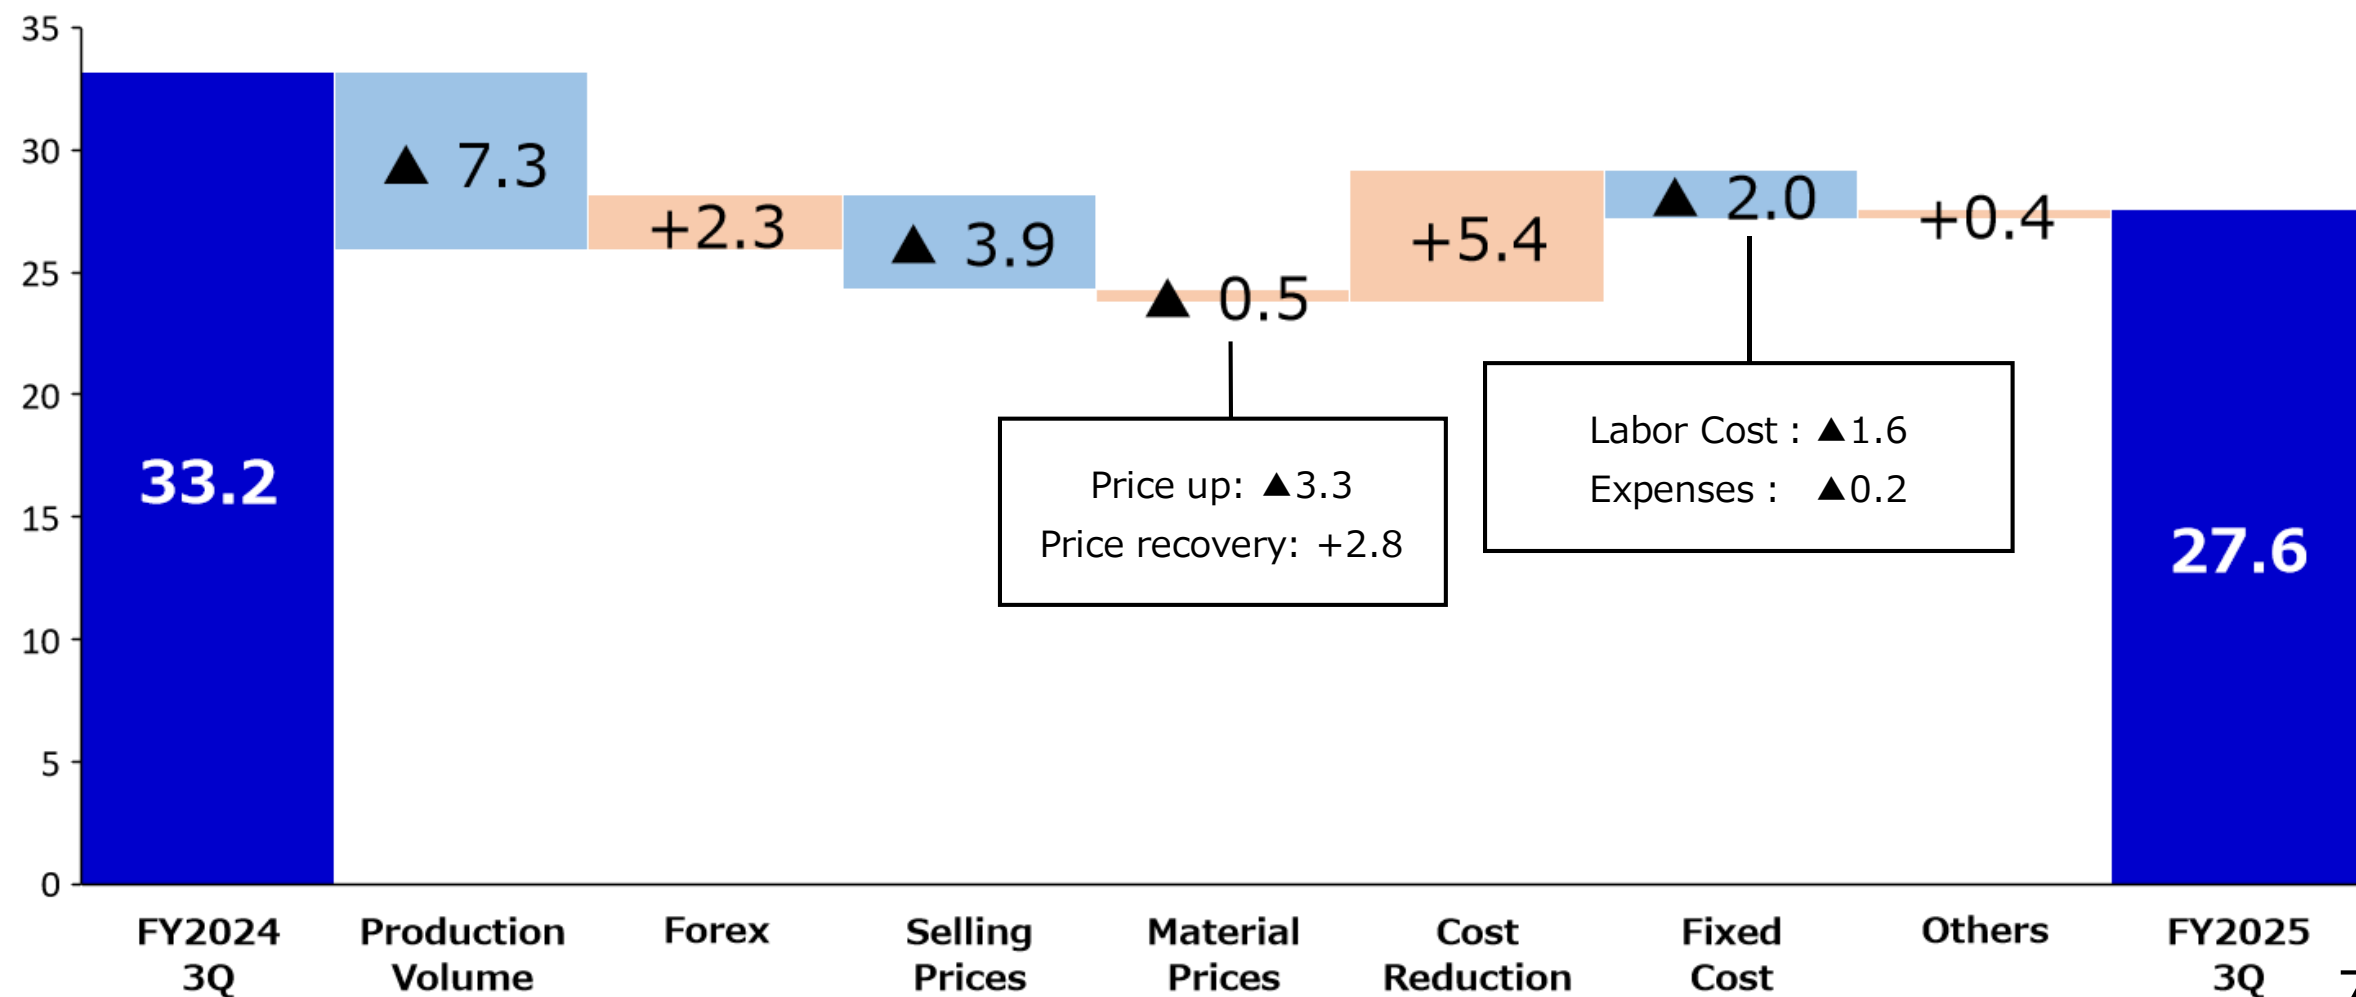 35
30
25
20
15
10
5
0
33.2
▲ 7.3
+2.3
▲ 3.9
▲ 0.5
+5.4
▲ 2.0
+0.4
27.6
Price up: ▲3.3
Price recovery: +2.8
Labor Cost : ▲1.6
Expenses : ▲0.2
FY2024
3Q
Production
Volume
Forex
Selling
Prices
Material
Prices
Cost
Reduction
Fixed
Cost
Others
FY2025
3Q